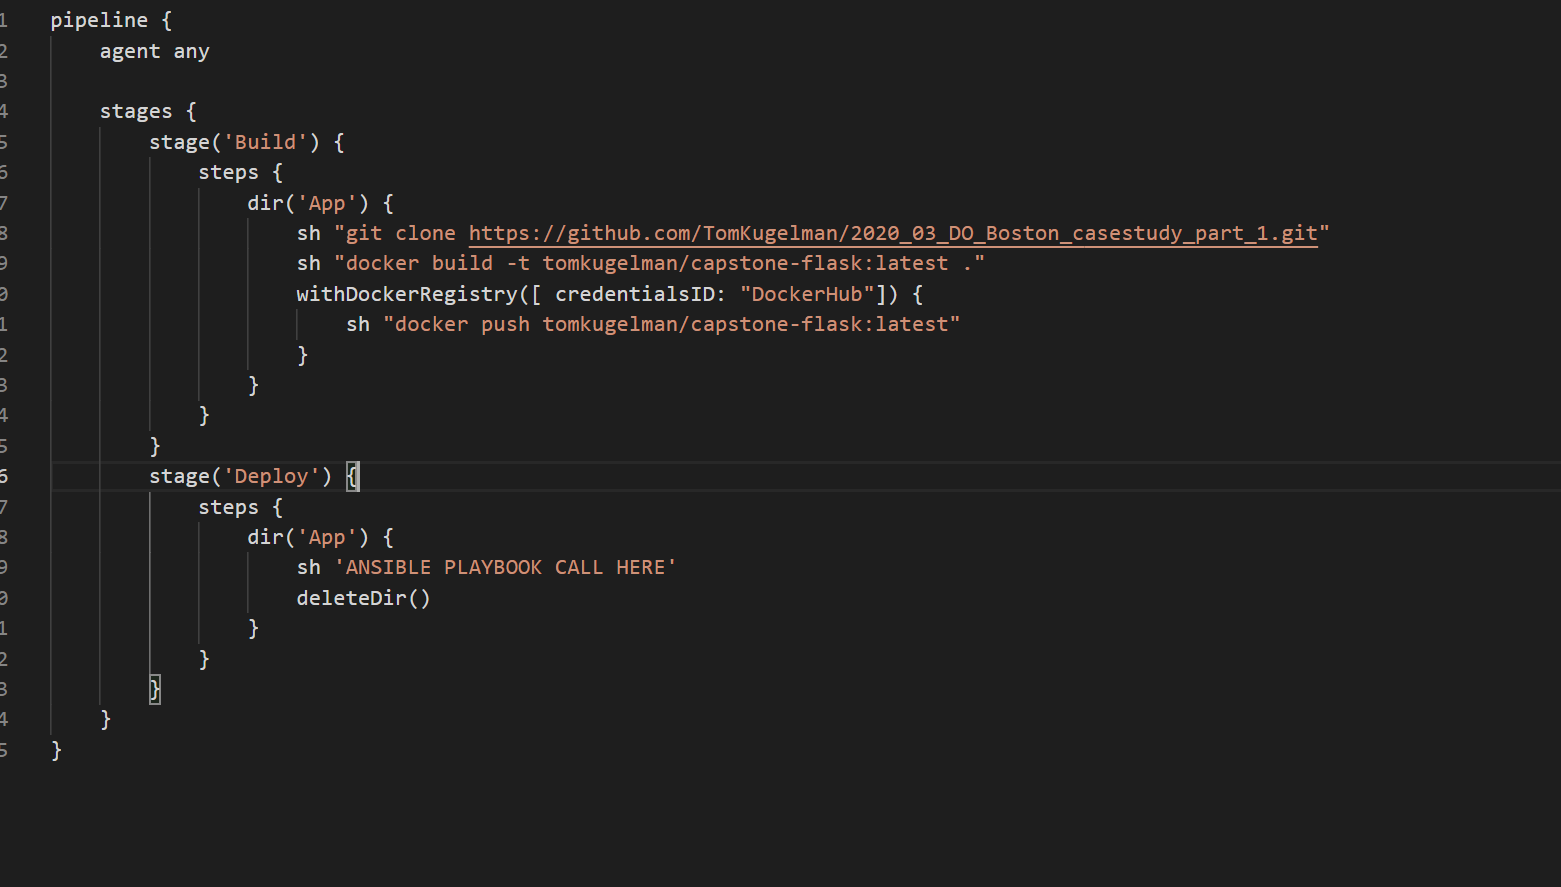 1 pipeline {
2 agent any
3
4 stages {
5 stage('Build') {
6 steps {
7 dir('App') {
8 sh "git clone https://github.com/TomKugelman/2020_03_DO_Boston_casestudy_part_1.git"
9 sh "docker build -t tomkugelman/capstone-flask:latest ."
0 withDockerRegistry([ credentialsID: "DockerHub"]) {
1 sh "docker push tomkugelman/capstone-flask:latest"
2 }
3 }
4 }
5 }
6 stage('Deploy') {
7 steps {
8 dir('App') {
9 sh 'ANSIBLE PLAYBOOK CALL HERE'
0 deleteDir()
1 }
2 }
3 }
4 }
5 }